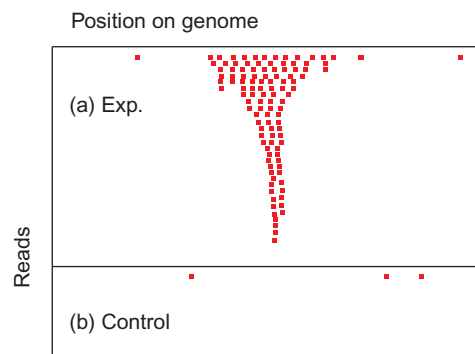 Position on genome
(a) Exp.
Reads
(b) Control